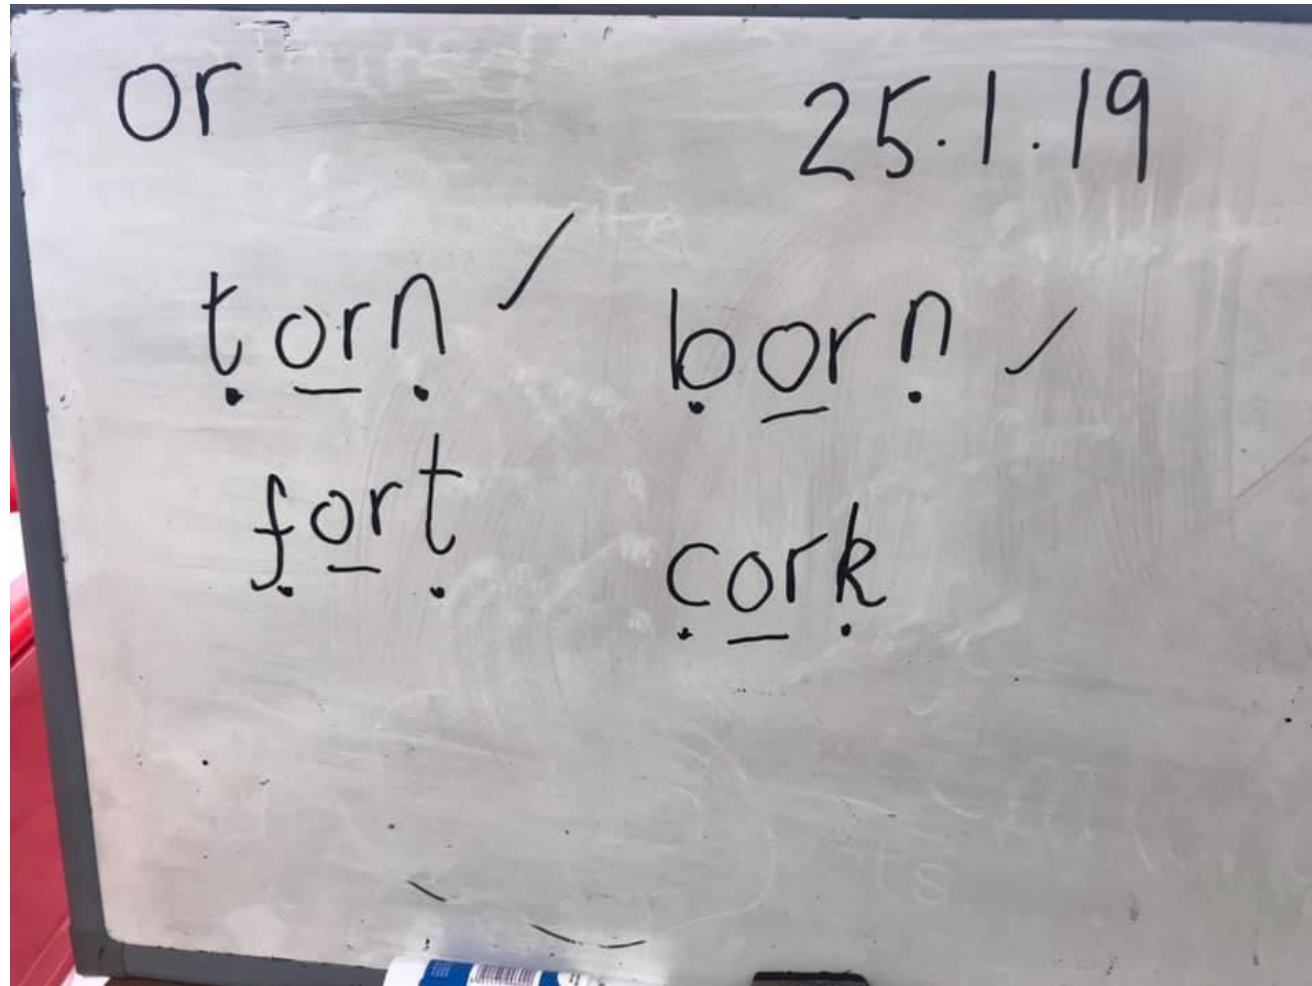 or 25.1.19
torn ✓ born ✓
fort cork